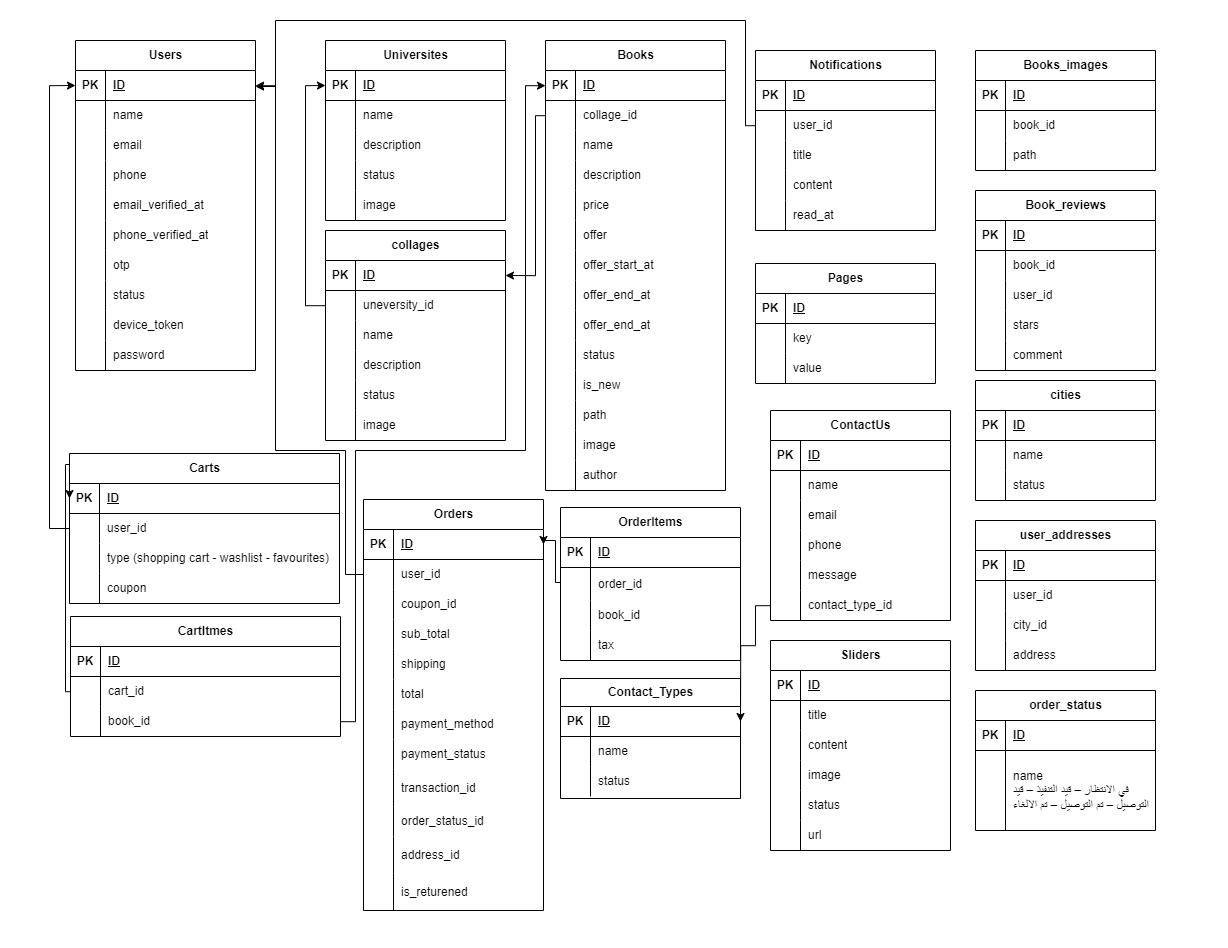 Users
PK ID
name
email
phone
email_verified_at
phone_verified_at
otp
status
device_token
password
Universites
PK ID
name
description
status
image
collages
PK ID
uneversity_id
name
description
status
image
Books
PK ID
collage_id
name
description
price
offer
offer_start_at
offer_end_at
offer_end_at
status
is_new
path
image
author
Notifications
PK ID
user_id
title
content
read_at
Pages
PK ID
key
value
Books_images
PK ID
book_id
path
Book_reviews
PK ID
book_id
user_id
stars
comment
cities
PK ID
name
status
Carts
PK ID
user_id
type (shopping cart - washlist - favourites)
coupon
CartItmes
PK ID
cart_id
book_id
Orders
PK ID
user_id
coupon_id
sub_total
shipping
total
payment_method
payment_status
transaction_id
order_status_id
address_id
is_returened
OrderItems
PK ID
order_id
book_id
tax
Contact_Types
PK ID
name
status
ContactUs
PK ID
name
email
phone
message
contact_type_id
Sliders
PK ID
title
content
image
status
url
user_addresses
PK ID
user_id
city_id
address
order_status
PK ID
name
في الانتظار – قيد التنفيذ – قيد
التوصيل – تم التوصيل – تم الالغاء